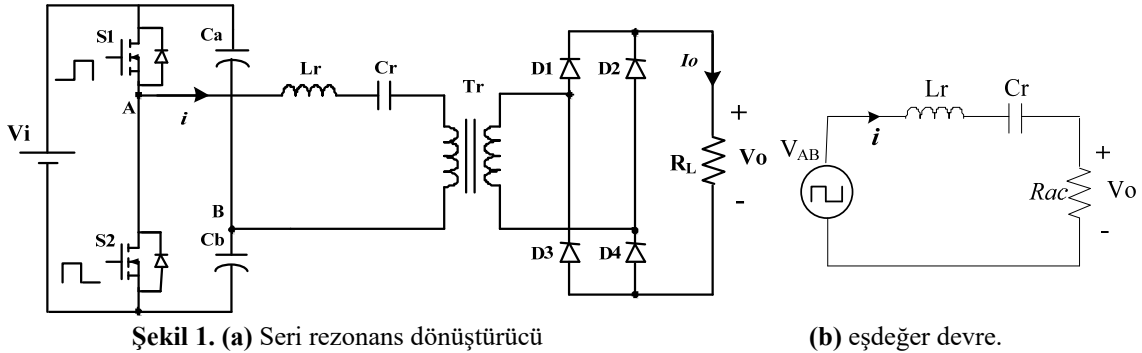 S1
Ca
Lr
Cr
Tr
D1
D2
Io
A
i
Vi
+
RL
Vo
-
B
S2
Cb
D3
D4
Lr
Cr
VAB
i
+
Rac
Vo
-
Şekil 1. (a) Seri rezonans dönüştürücü
(b) eşdeğer devre.